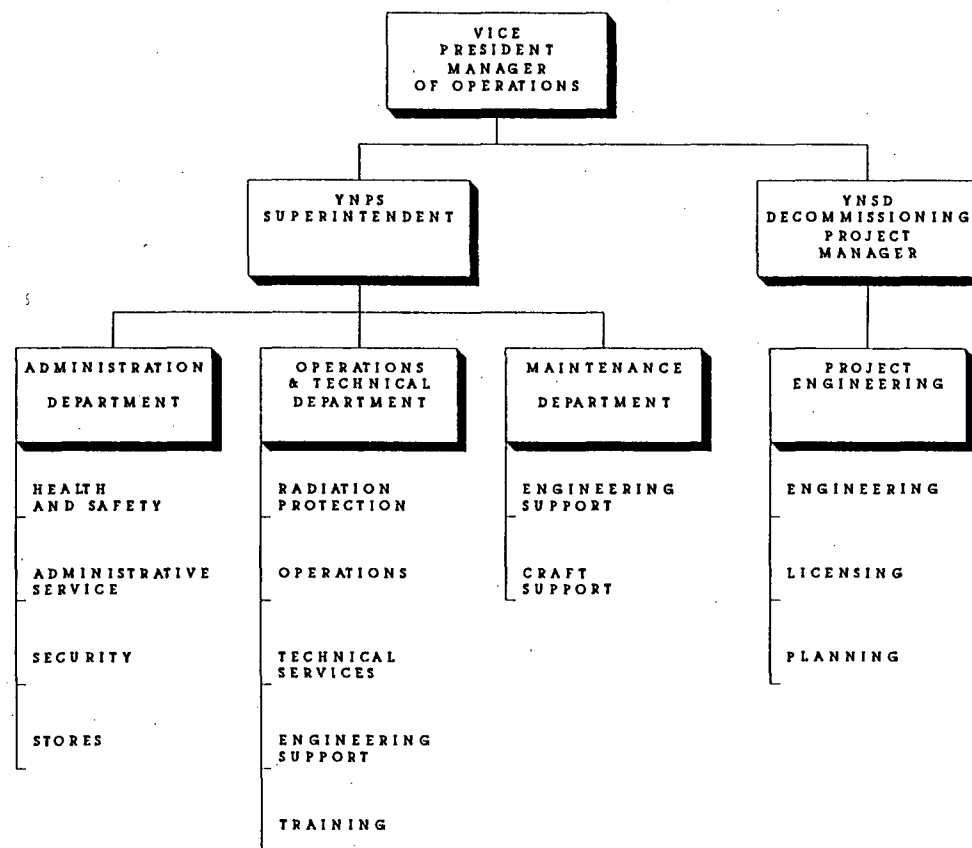 VICE
PRESIDENT
MANAGER
OF OPERATIONS
YNPS
SUPERINTENDENT
YNSD
DECOMMISSIONING
PROJECT
MANAGER
ADMINISTRATION
DEPARTMENT
OPERATIONS
& TECHNICAL
DEPARTMENT
MAINTENANCE
DEPARTMENT
PROJECT
ENGINEERING
HEALTH
AND SAFETY
ADMINISTRATIVE
SERVICE
SECURITY
STORES
RADIATION
PROTECTION
OPERATIONS
TECHNICAL
SERVICES
ENGINEERING
SUPPORT
TRAINING
ENGINEERING
SUPPORT
CRAFT
SUPPORT
ENGINEERING
LICENSING
PLANNING